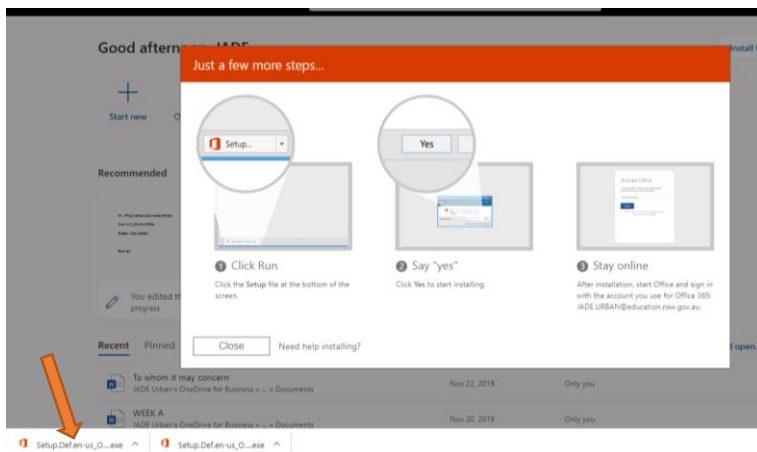 Good aftern
JADE
Install
Just a few more steps...
Start new
O
Setup...
Yes
Recommended
1 Click Run
Click the Setup file at the bottom of the
screen.
2 Say "yes"
Click Yes to start installing.
3 Stay online
After installation, start Office and sign in
with the account you use for Office 365:
JADE.URBAN@education.nsw.gov.au.
You edited th
progress
Close
Need help installing?
Recent
Pinned
d open.
To whom it may concern
JADE Urban's OneDrive for Business » ... » Documents
Nov 22, 2019
Only you
WEEK A
JADE Urban's OneDrive for Business » ... » Documents
Nov 20, 2019
Only you
Setup.Def.en-us_O....exe
Setup.Def.en-us_O....exe